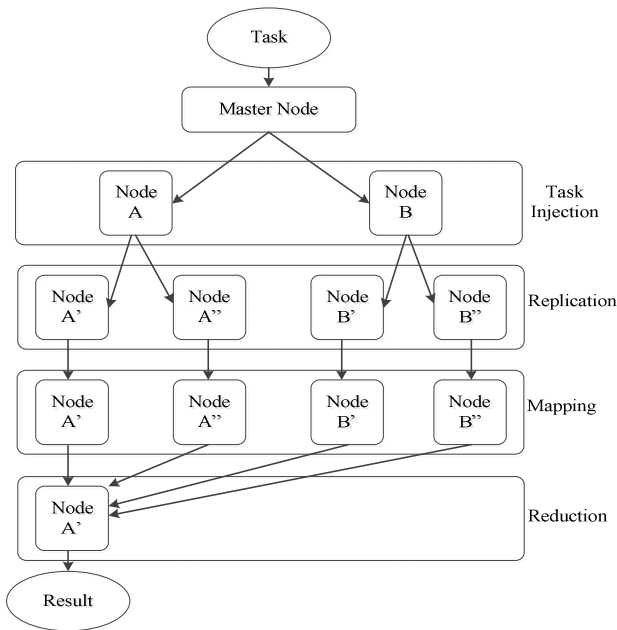 Task
Master Node
Node
A
Node
B
Task
Injection
Node
A’
Node
A’’
Node
B’
Node
B’’
Replication
Node
A’
Node
A’’
Node
B’
Node
B’’
Mapping
Node
A’
Reduction
Result